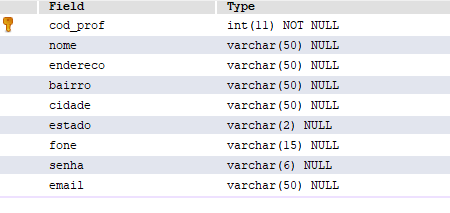 Field Type
cod_prof int(11) NOT NULL
nome varchar(50) NULL
endereco varchar(50) NULL
bairro varchar(50) NULL
cidade varchar(50) NULL
estado varchar(2) NULL
fone varchar(15) NULL
senha varchar(6) NULL
email varchar(50) NULL